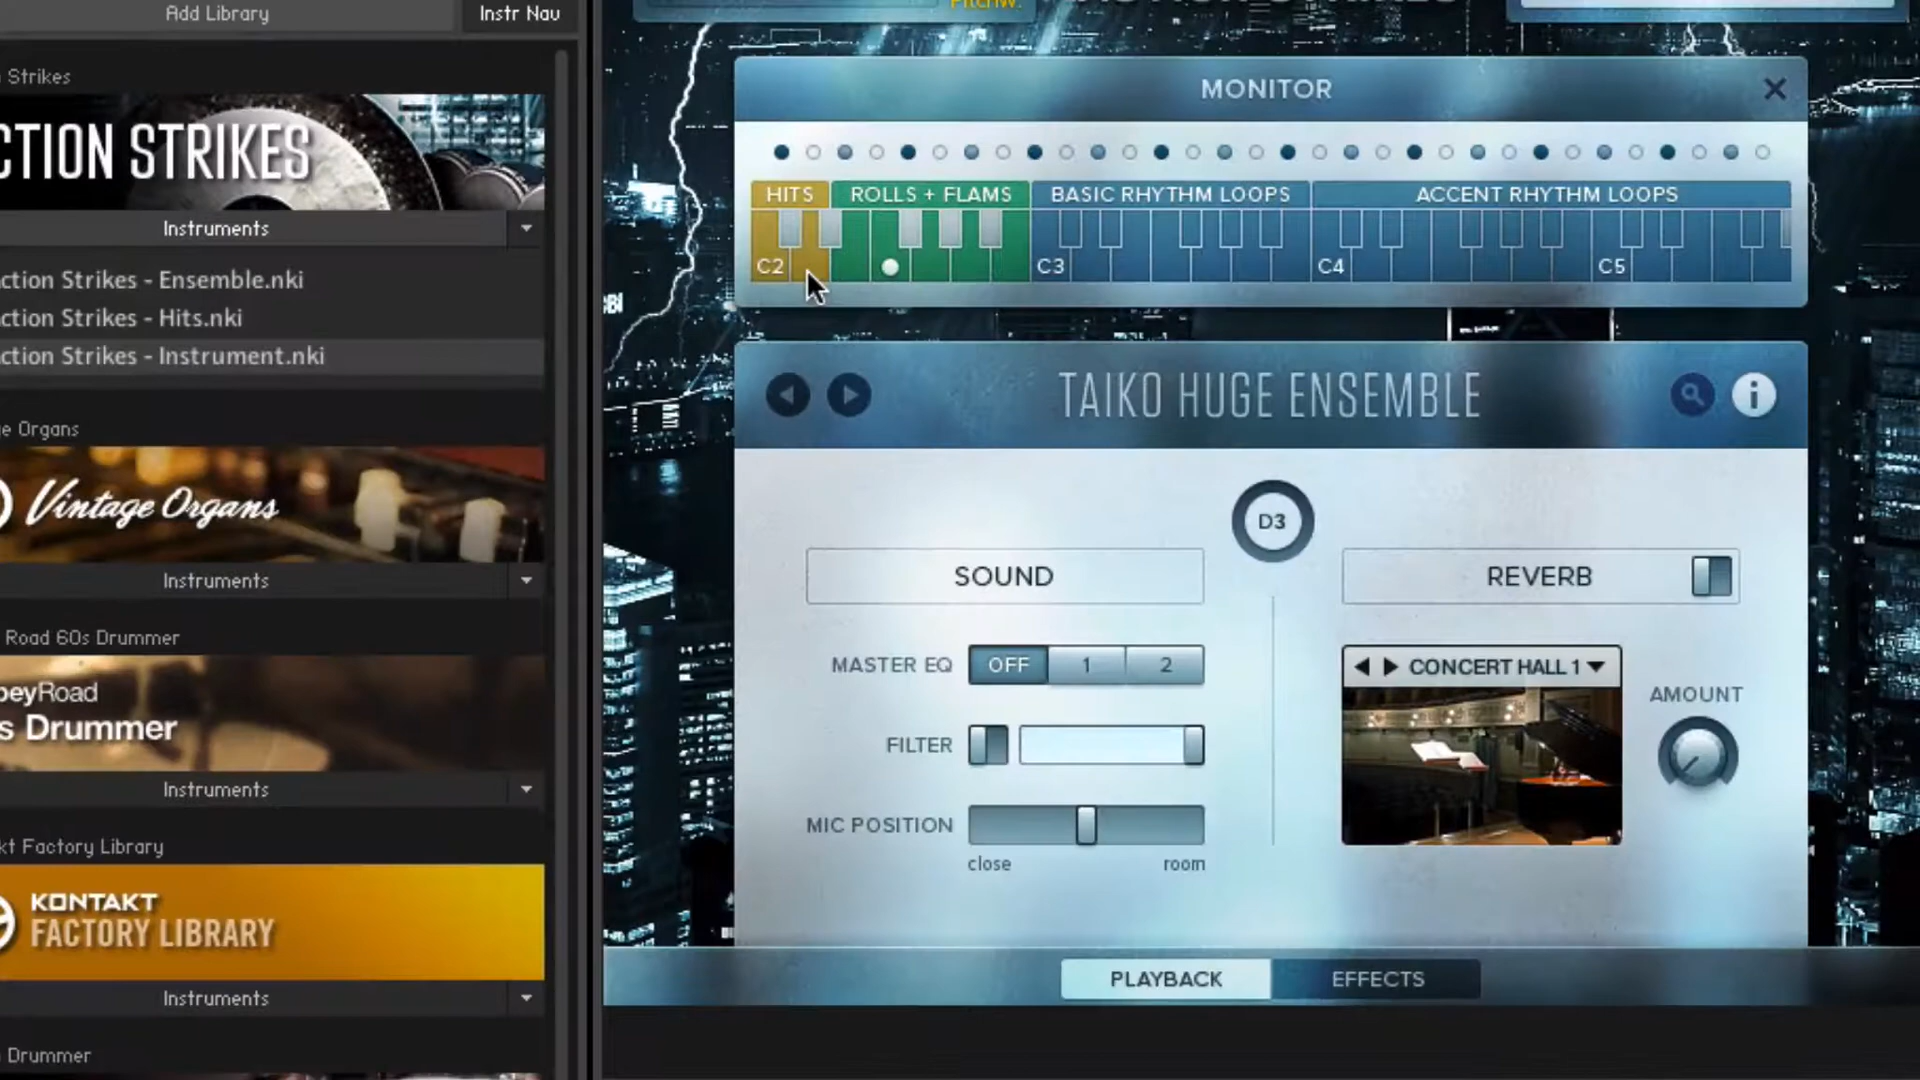 Add Library
Instr Nav
Strikes
CTION STRIKES
Instruments
ction Strikes - Ensemble.nki
ction Strikes - Hits.nki
ction Strikes - Instrument.nki
ge Organs
Vintage Organs
Instruments
Road 60s Drummer
beyRoad
s Drummer
Instruments
kt Factory Library
KONTAKT
FACTORY LIBRARY
Instruments
Drummer
MONITOR
HITS
ROLLS + FLAMS
BASIC RHYTHM LOOPS
ACCENT RHYTHM LOOPS
C2
C3
C4
C5
TAIKO HUGE ENSEMBLE
i
D3
SOUND
REVERB
MASTER EQ
OFF
1
2
CONCERT HALL 1
AMOUNT
FILTER
MIC POSITION
close
room
PLAYBACK
EFFECTS